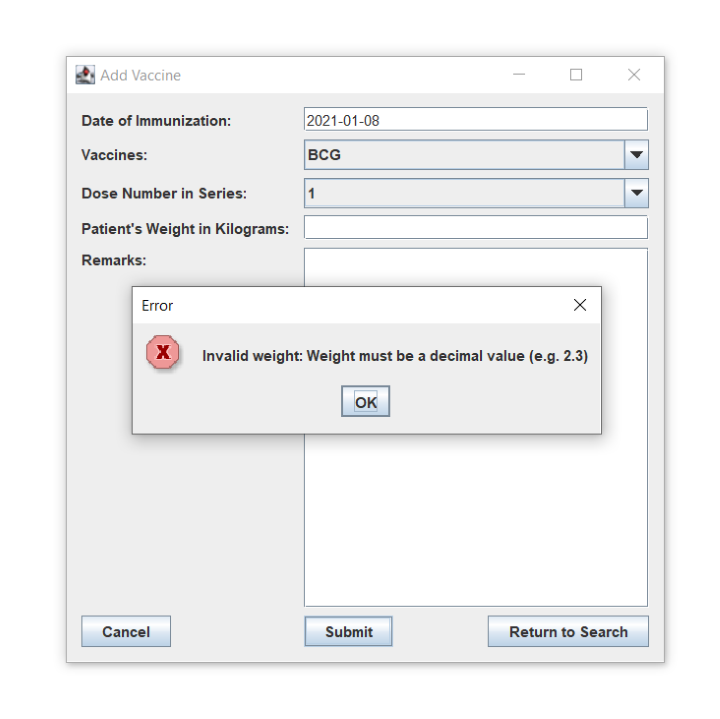 Add Vaccine
Date of Immunization: 2021-01-08
Vaccines: BCG
Dose Number in Series: 1
Patient's Weight in Kilograms:
Remarks:
Error
Invalid weight: Weight must be a decimal value (e.g. 2.3)
OK
Cancel Submit Return to Search